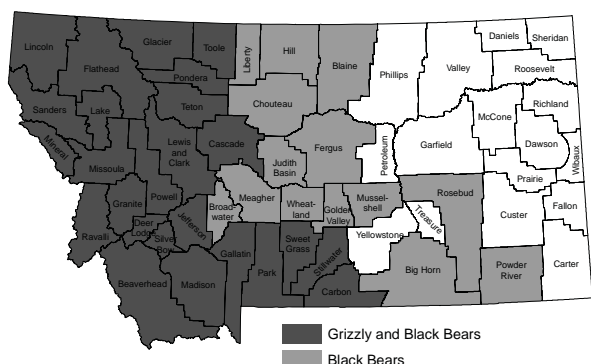 Lincoln
Glacier
Toole
Liberty
Hill
Blaine
Phillips
Valley
Daniels
Sheridan
Roosevelt
Flathead
Pondera
Chouteau
Teton
Sanders
Lake
Mineral
Missoula
Lewis
and
Clark
Cascade
Judith
Basin
Fergus
Petroleum
Garfield
McCone
Richland
Dawson
Wibaux
Prairie
Powell
Granite
Deer
Lodge
Silver
Bow
Jefferson
Broad-
water
Meagher
Wheat-
land
Golden
Valley
Mussel-
shell
Rosebud
Treasure
Custer
Fallon
Ravalli
Beaverhead
Madison
Gallatin
Park
Sweet
Grass
Stillwater
Carbon
Yellowstone
Big Horn
Powder
River
Carter
Grizzly and Black Bears
Black Bears